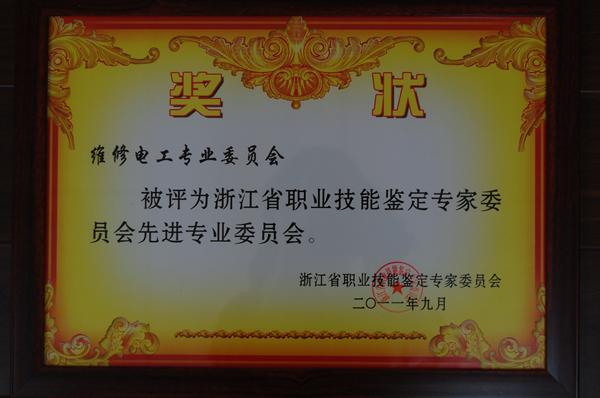 奖状
维修电工专业委员会
被评为浙江省职业技能鉴定专家委
员会先进专业委员会。
浙江省职业技能鉴定专家委员会
二〇一一年九月